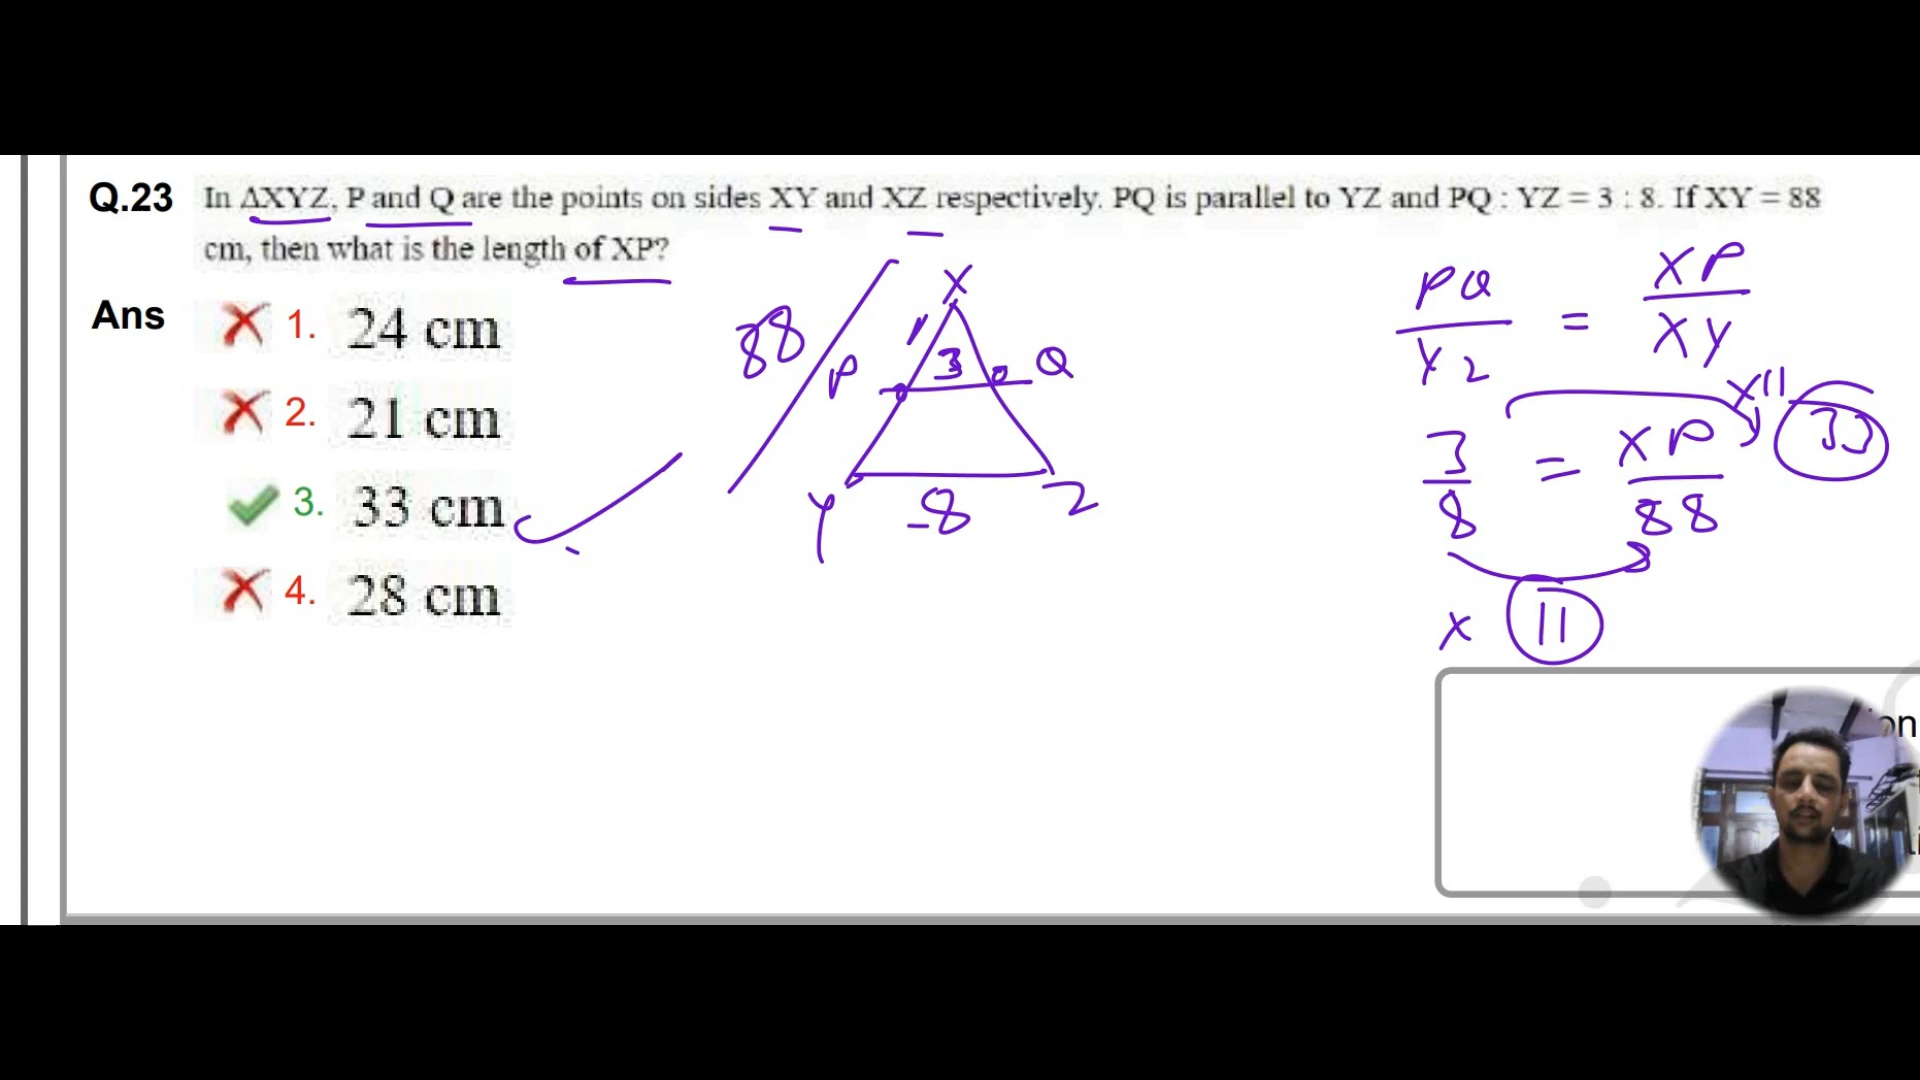 Q.23 In ΔXYZ, P and Q are the points on sides XY and XZ respectively. PQ is parallel to YZ and PQ : YZ = 3 : 8. If XY = 88
cm, then what is the length of XP?
Ans
1. 24 cm
2. 21 cm
3. 33 cm
4. 28 cm
X
88
P
3
Q
Y
8
Z
PQ/YZ = XP/XY
3/8 = XP/88
x11
33
x 11